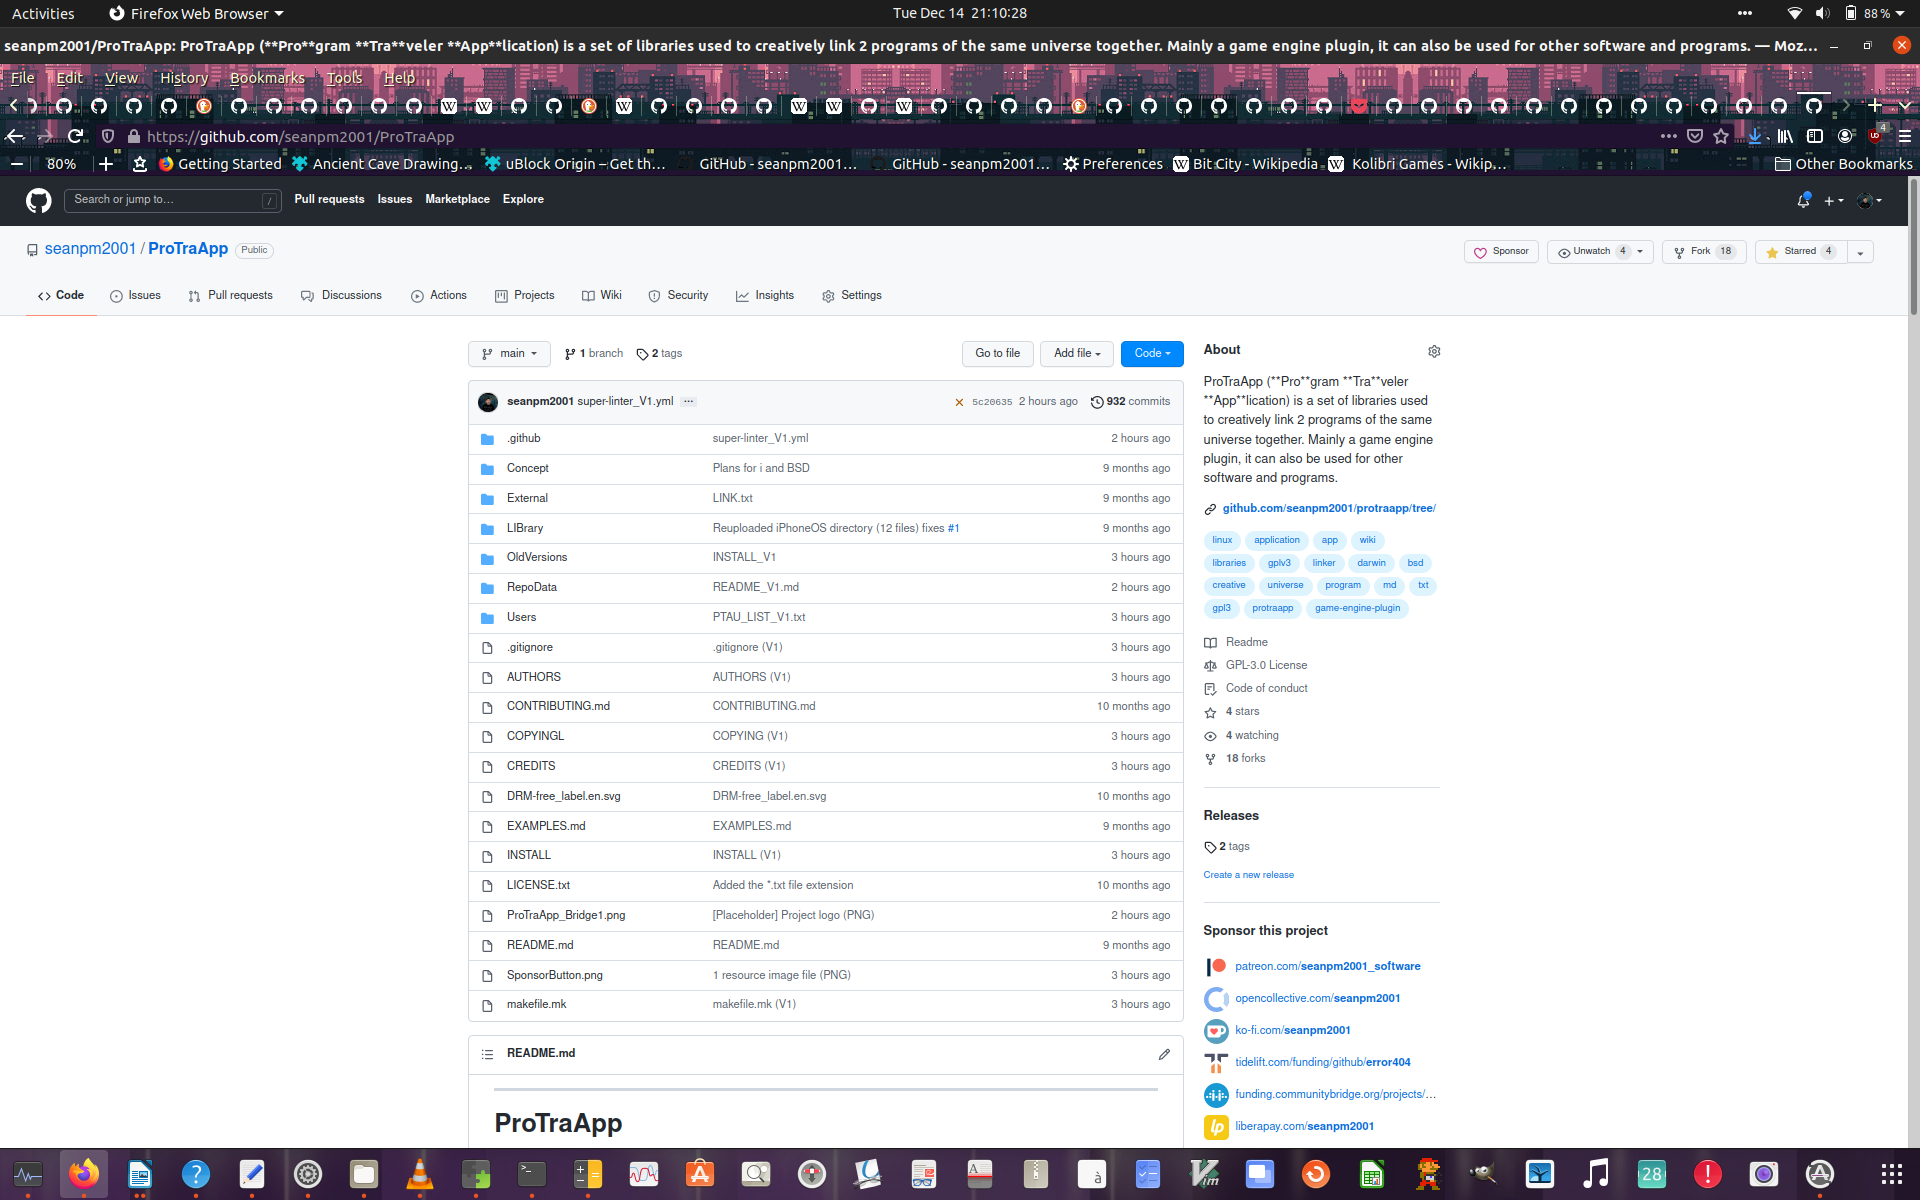 Activities Firefox Web Browser Tue Dec 14 21:10:28 88 %
seanpm2001/ProTraApp: ProTraApp (**Pro**gram **Tra**veler **App**lication) is a set of libraries used to creatively link 2 programs of the same universe together. Mainly a game engine plugin, it can also be used for other software and programs. — Moz...
File Edit View History Bookmarks Tools Help
https://github.com/seanpm2001/ProTraApp 4
80% Getting Started Ancient Cave Drawing... uBlock Origin – Get th... GitHub - seanpm2001... GitHub - seanpm2001... Preferences Bit City - Wikipedia Kolibri Games - Wikip... Other Bookmarks
Search or jump to... / Pull requests Issues Marketplace Explore
seanpm2001 / ProTraApp Public Sponsor Unwatch 4 Fork 18 Starred 4
Code Issues Pull requests Discussions Actions Projects Wiki Security Insights Settings
main 1 branch 2 tags Go to file Add file Code
seanpm2001 super-linter_V1.yml ... 5c20635 2 hours ago 932 commits
.github super-linter_V1.yml 2 hours ago
Concept Plans for i and BSD 9 months ago
External LINK.txt 9 months ago
LIBrary Reuploaded iPhoneOS directory (12 files) fixes #1 9 months ago
OldVersions INSTALL_V1 3 hours ago
RepoData README_V1.md 2 hours ago
Users PTAU_LIST_V1.txt 3 hours ago
.gitignore .gitignore (V1) 3 hours ago
AUTHORS AUTHORS (V1) 3 hours ago
CONTRIBUTING.md CONTRIBUTING.md 10 months ago
COPYINGL COPYING (V1) 3 hours ago
CREDITS CREDITS (V1) 3 hours ago
DRM-free_label.en.svg DRM-free_label.en.svg 10 months ago
EXAMPLES.md EXAMPLES.md 9 months ago
INSTALL INSTALL (V1) 3 hours ago
LICENSE.txt Added the *.txt file extension 10 months ago
ProTraApp_Bridge1.png [Placeholder] Project logo (PNG) 2 hours ago
README.md README.md 9 months ago
SponsorButton.png 1 resource image file (PNG) 3 hours ago
makefile.mk makefile.mk (V1) 3 hours ago
README.md
ProTraApp
About
ProTraApp (**Pro**gram **Tra**veler
**App**lication) is a set of libraries used
to creatively link 2 programs of the same
universe together. Mainly a game engine
plugin, it can also be used for other
software and programs.
github.com/seanpm2001/protraapp/tree/
linux application app wiki
libraries gplv3 linker darwin bsd
creative universe program md txt
gpl3 protraapp game-engine-plugin
Readme
GPL-3.0 License
Code of conduct
4 stars
4 watching
18 forks
Releases
2 tags
Create a new release
Sponsor this project
patreon.com/seanpm2001_software
opencollective.com/seanpm2001
ko-fi.com/seanpm2001
tidelift.com/funding/github/error404
funding.communitybridge.org/projects/...
liberapay.com/seanpm2001
28